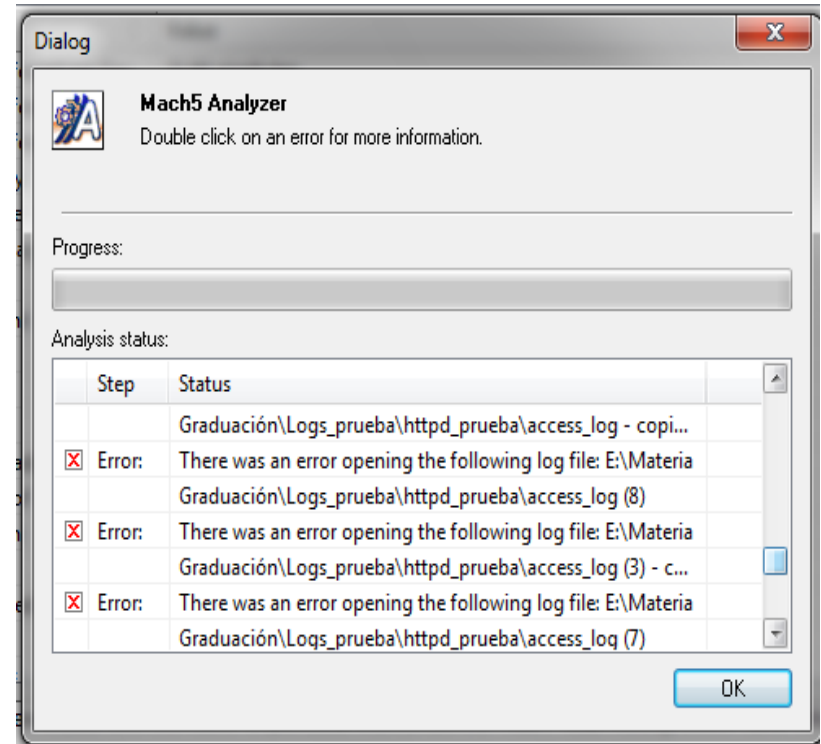 Dialog
Mach5 Analyzer
Double click on an error for more information.
Progress:
Analysis status:
Step Status
Graduación\Logs_prueba\httpd_prueba\access_log - copi...
Error: There was an error opening the following log file: E:\Materia
Graduación\Logs_prueba\httpd_prueba\access_log (8)
Error: There was an error opening the following log file: E:\Materia
Graduación\Logs_prueba\httpd_prueba\access_log (3) - c...
Error: There was an error opening the following log file: E:\Materia
Graduación\Logs_prueba\httpd_prueba\access_log (7)
OK